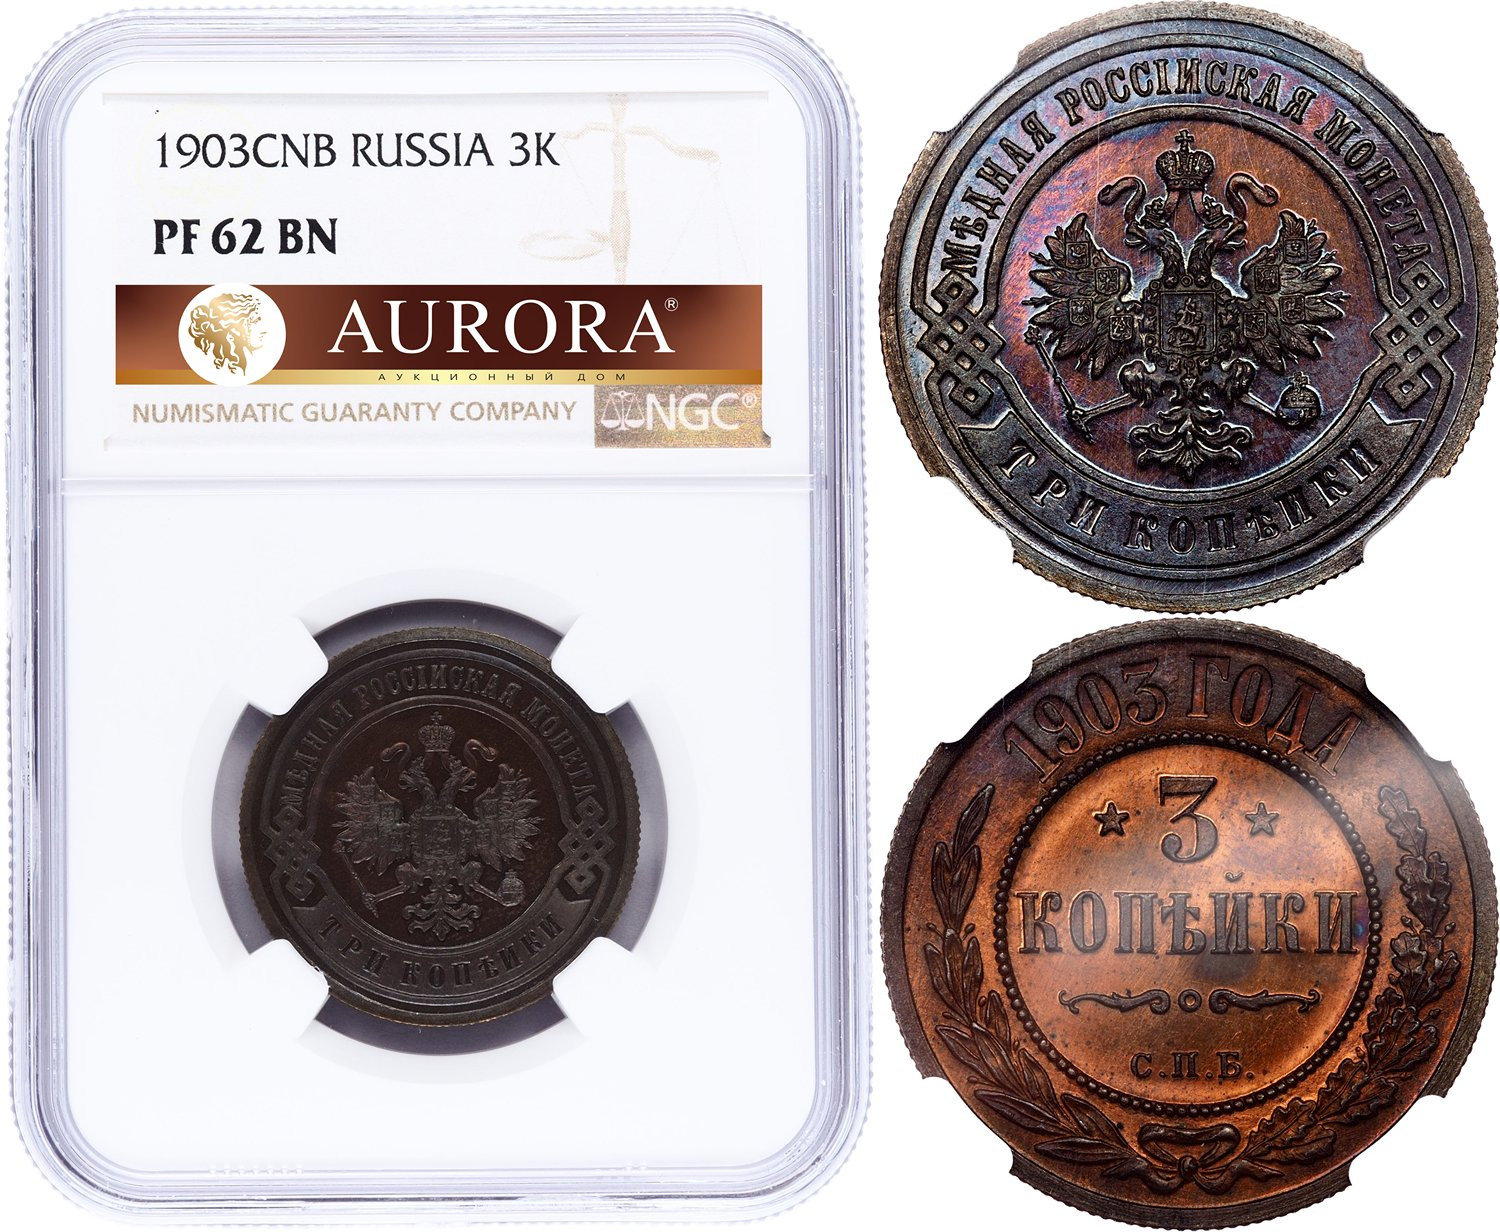 1903CNB RUSSIA 3K
PF 62 BN
AURORA®
АУКЦИОННЫЙ ДОМ
NUMISMATIC GUARANTY COMPANY
NGC®
МѢДНАЯ РОССІЙСКАЯ МОНЕТА
ТРИ КОПѢЙКИ
МѢДНАЯ РОССІЙСКАЯ МОНЕТА
ТРИ КОПѢЙКИ
1903 ГОДА
3
КОПѢЙКИ
С.П.Б.